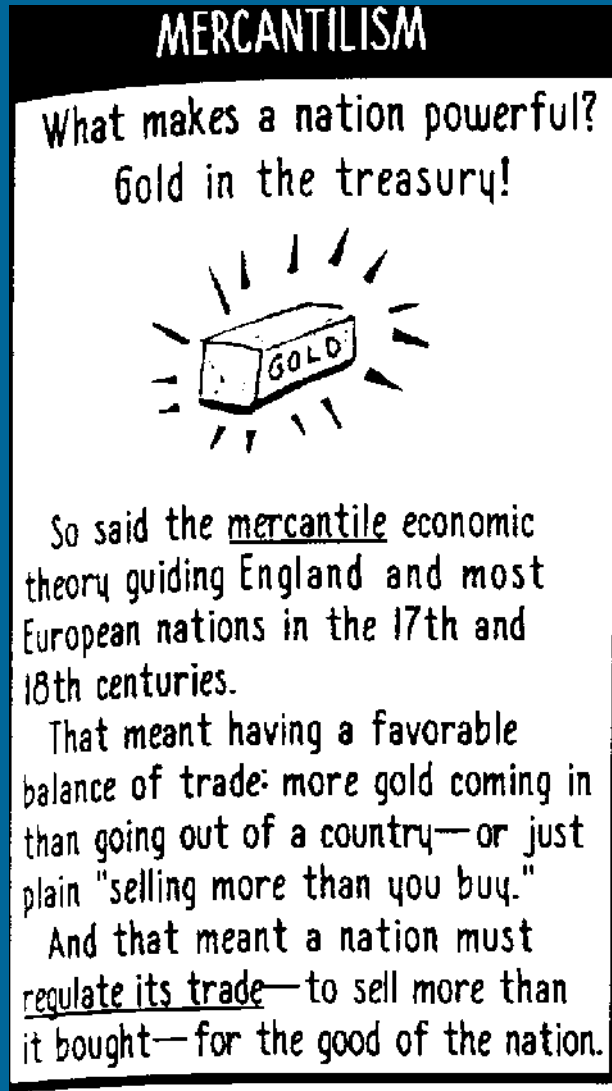 MERCANTILISM
What makes a nation powerful?
Gold in the treasury!
GOLD
So said the mercantile economic
theory guiding England and most
European nations in the 17th and
18th centuries.
That meant having a favorable
balance of trade: more gold coming in
than going out of a country—or just
plain "selling more than you buy."
And that meant a nation must
regulate its trade—to sell more than
it bought—for the good of the nation.